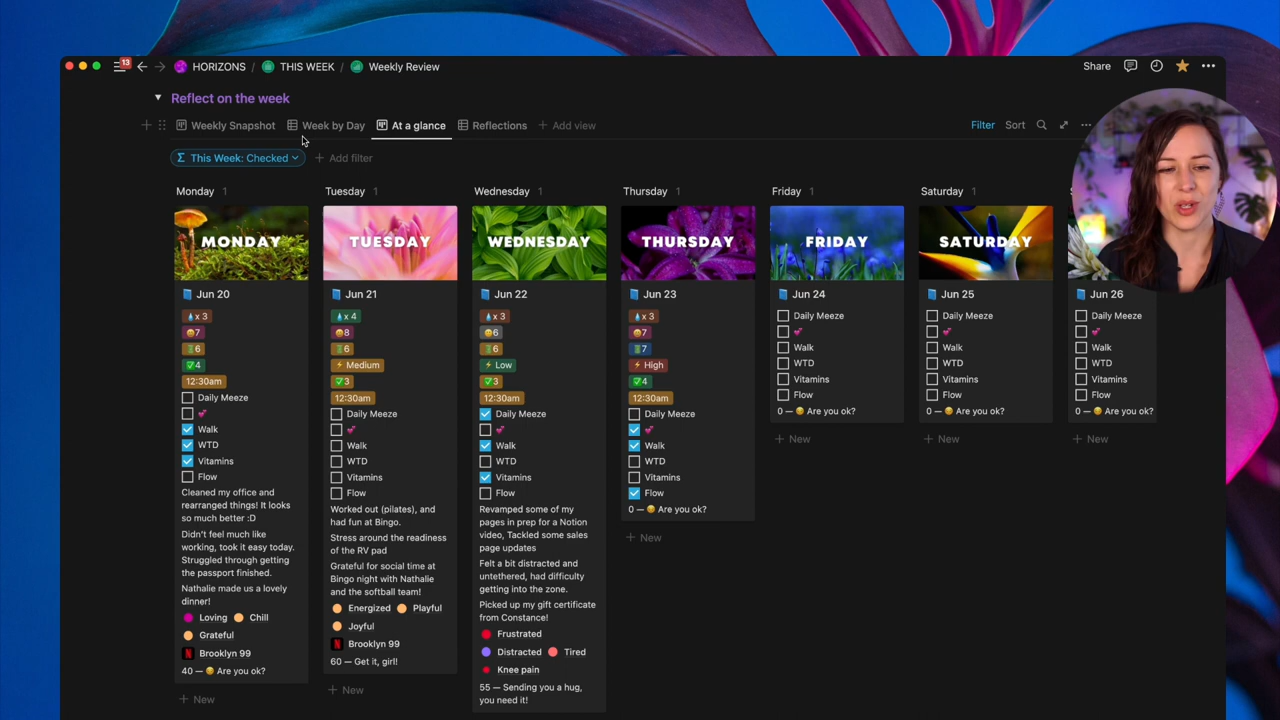 13
HORIZONS / THIS WEEK / Weekly Review
Share
Reflect on the week
Weekly Snapshot Week by Day At a glance Reflections + Add view
Filter Sort
Σ This Week: Checked + Add filter
Monday 1
MONDAY
Jun 20
x 3
7
6
4
12:30am
Daily Meeze
Walk
WTD
Vitamins
Flow
Cleaned my office and
rearranged things! It looks
so much better :D
Didn't feel much like
working, took it easy today.
Struggled through getting
the passport finished.
Nathalie made us a lovely
dinner!
Loving Chill
Grateful
N Brooklyn 99
40 — 😔 Are you ok?
+ New
Tuesday 1
TUESDAY
Jun 21
x 4
8
6
⚡ Medium
3
12:30am
Daily Meeze
Walk
WTD
Vitamins
Flow
Worked out (pilates), and
had fun at Bingo.
Stress around the readiness
of the RV pad
Grateful for social time at
Bingo night with Nathalie
and the softball team!
Energized Playful
Joyful
N Brooklyn 99
60 — Get it, girl!
+ New
Wednesday 1
WEDNESDAY
Jun 22
x 3
6
6
⚡ Low
3
12:30am
Daily Meeze
Walk
WTD
Vitamins
Flow
Revamped some of my
pages in prep for a Notion
video, Tackled some sales
page updates
Felt a bit distracted and
untethered, had difficulty
getting into the zone.
Picked up my gift certificate
from Constance!
Frustrated
Distracted Tired
Knee pain
55 — Sending you a hug,
you need it!
Thursday 1
THURSDAY
Jun 23
x 3
7
7
⚡ High
4
12:30am
Daily Meeze
Walk
WTD
Vitamins
Flow
0 — 😔 Are you ok?
+ New
Friday 1
FRIDAY
Jun 24
Daily Meeze
Walk
WTD
Vitamins
Flow
0 — 😔 Are you ok?
+ New
Saturday 1
SATURDAY
Jun 25
Daily Meeze
Walk
WTD
Vitamins
Flow
0 — 😔 Are you ok?
+ New
Jun 26
Daily Meeze
Walk
WTD
Vitamins
Flow
0 — 😔 Are you ok?
+ New